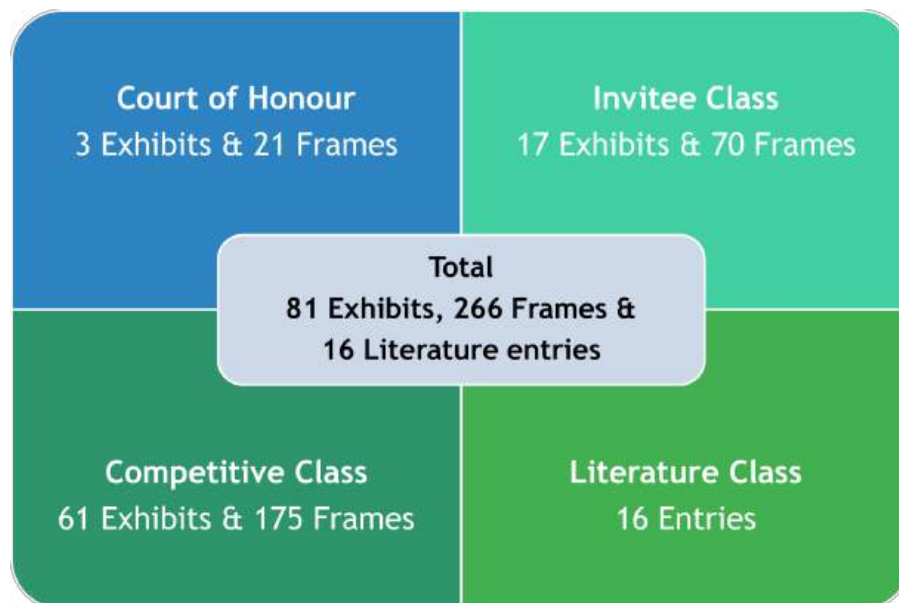 Court of Honour
3 Exhibits & 21 Frames
Invitee Class
17 Exhibits & 70 Frames
Total
81 Exhibits, 266 Frames &
16 Literature entries
Competitive Class
61 Exhibits & 175 Frames
Literature Class
16 Entries